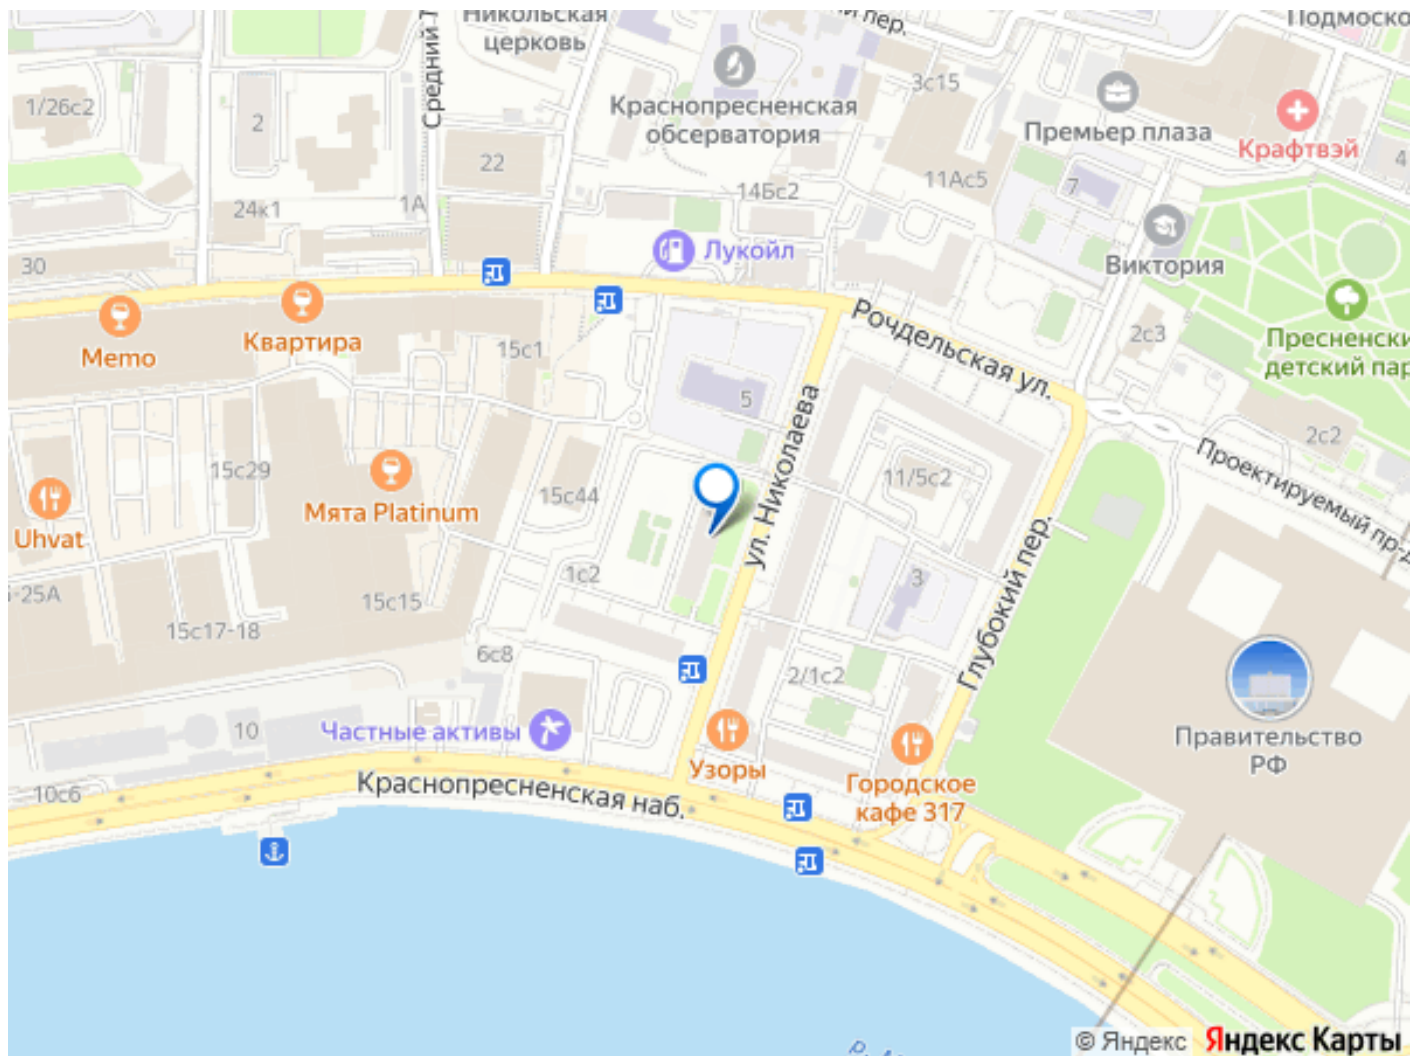 Никольская
церковь
Средний
пер.
Подмоско
Краснопресненская
обсерватория
3с15
Премьер плаза
Крафтвэй
4
1/26с2
2
22
14Бс2
11Ас5
7
24к1
1А
30
Лукойл
Виктория
Memo
Квартира
15с1
Рочдельская ул.
2с3
Пресненски
детский пар
5
ул. Николаева
2с2
Проектируемый пр-д
15с29
15с44
11/5с2
Uhvat
Мята Platinum
Глубокий пер.
1с2
3
-25А
15с15
15с17-18
6с8
2/1с2
10
Частные активы
Узоры
Городское
кафе 317
Правительство
РФ
10с6
Краснопресненская наб.
© Яндекс
Яндекс Карты